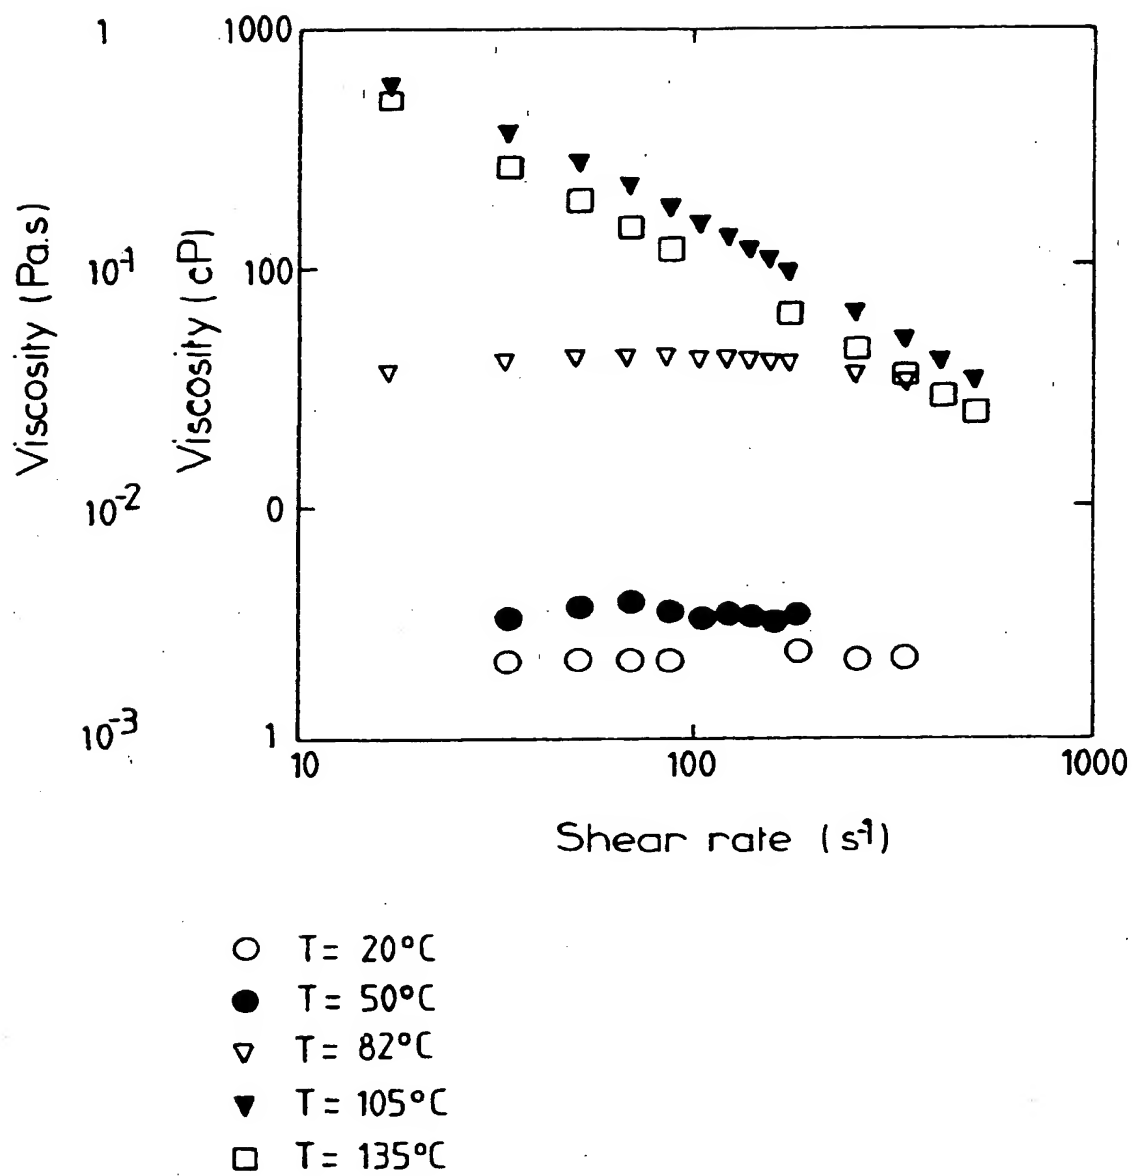 1
1000
Viscosity (Pa.s)
Viscosity (cP)
10-1
100
10-2
0
10-3
1
10
100
1000
Shear rate (s-1)
T= 20°C
T= 50°C
T= 82°C
T= 105°C
T= 135°C